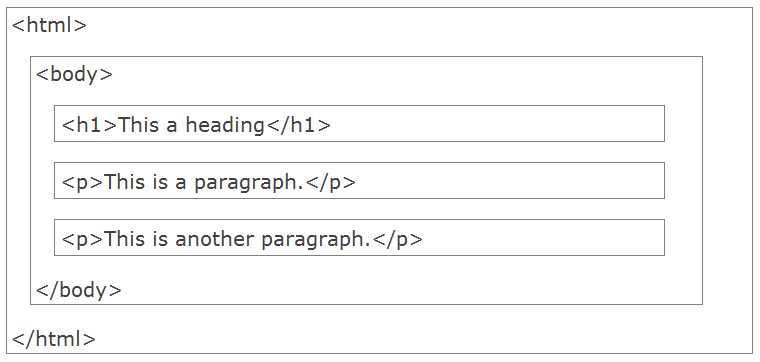 <html>
<body>
<h1>This a heading</h1>
<p>This is a paragraph.</p>
<p>This is another paragraph.</p>
</body>
</html>